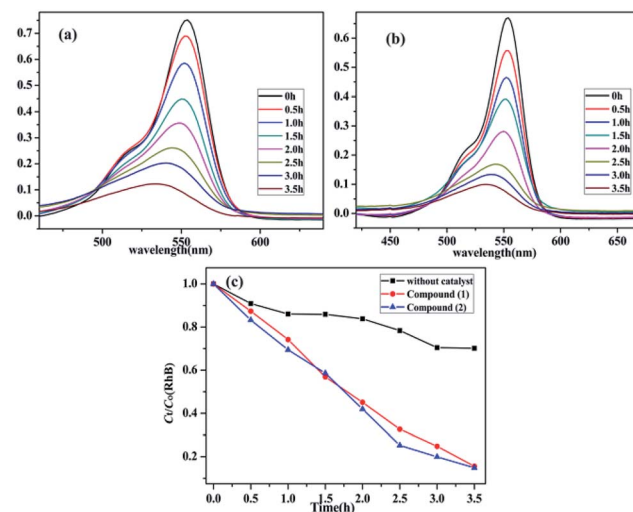 (a)
0.7
0.6
0.5
0.4
0.3
0.2
0.1
0.0
0h
0.5h
1.0h
1.5h
2.0h
2.5h
3.0h
3.5h
500 550 600
wavelength(nm)
(b)
0.7
0.6
0.5
0.4
0.3
0.2
0.1
0.0
0h
0.5h
1.0h
1.5h
2.0h
2.5h
3.0h
3.5h
450 500 550 600 650
wavelength(nm)
(c)
1.0
0.8
0.6
0.4
0.2
Ct/C₀(RhB)
without catalyst
Compound (1)
Compound (2)
0.0 0.5 1.0 1.5 2.0 2.5 3.0 3.5
Time(h)